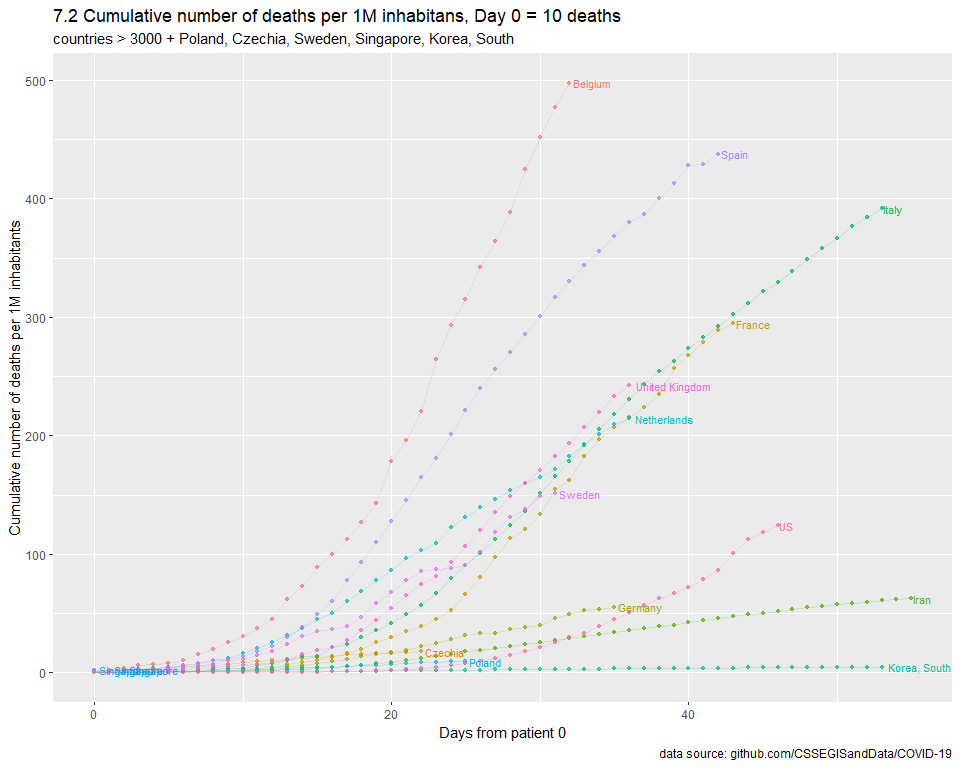 7.2 Cumulative number of deaths per 1M inhabitans, Day 0 = 10 deaths
countries > 3000 + Poland, Czechia, Sweden, Singapore, Korea, South
Cumulative number of deaths per 1M inhabitants
500
Belgium
Spain
400
Italy
300
France
United Kingdom
Netherlands
200
Sweden
US
100
Germany
Iran
Czechia
Poland
Korea, South
0
Singapore
0
20
40
Days from patient 0
data source: github.com/CSSEGISandData/COVID-19